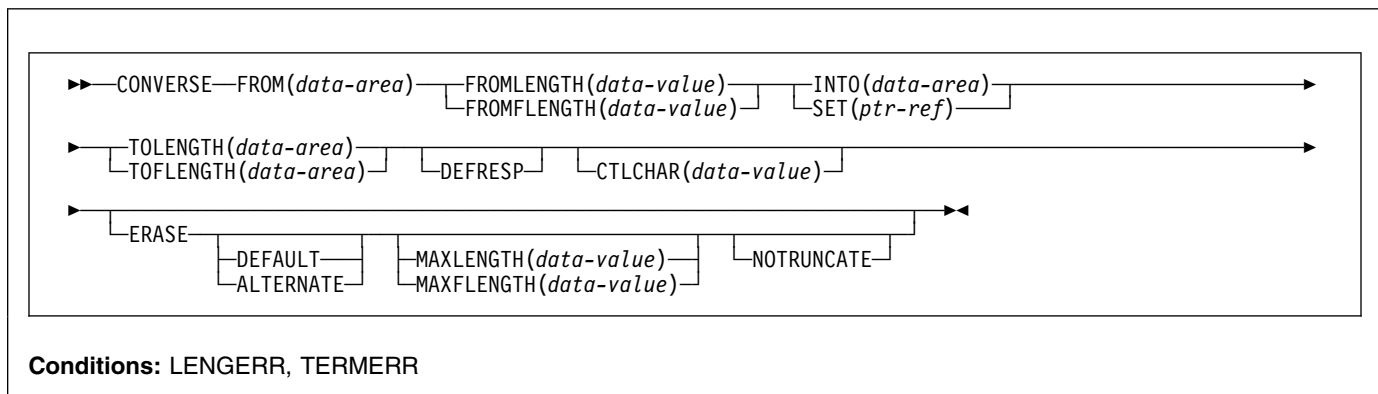 CONVERSE FROM(data-area) FROMLENGTH(data-value) INTO(data-area)
FROMFLENGTH(data-value) SET(ptr-ref)
TOLENGTH(data-area)
TOFLENGTH(data-area) DEFRESP CTLCHAR(data-value)
ERASE
DEFAULT MAXLENGTH(data-value) NOTRUNCATE
ALTERNATE MAXFLENGTH(data-value)
Conditions: LENGERR, TERMERR